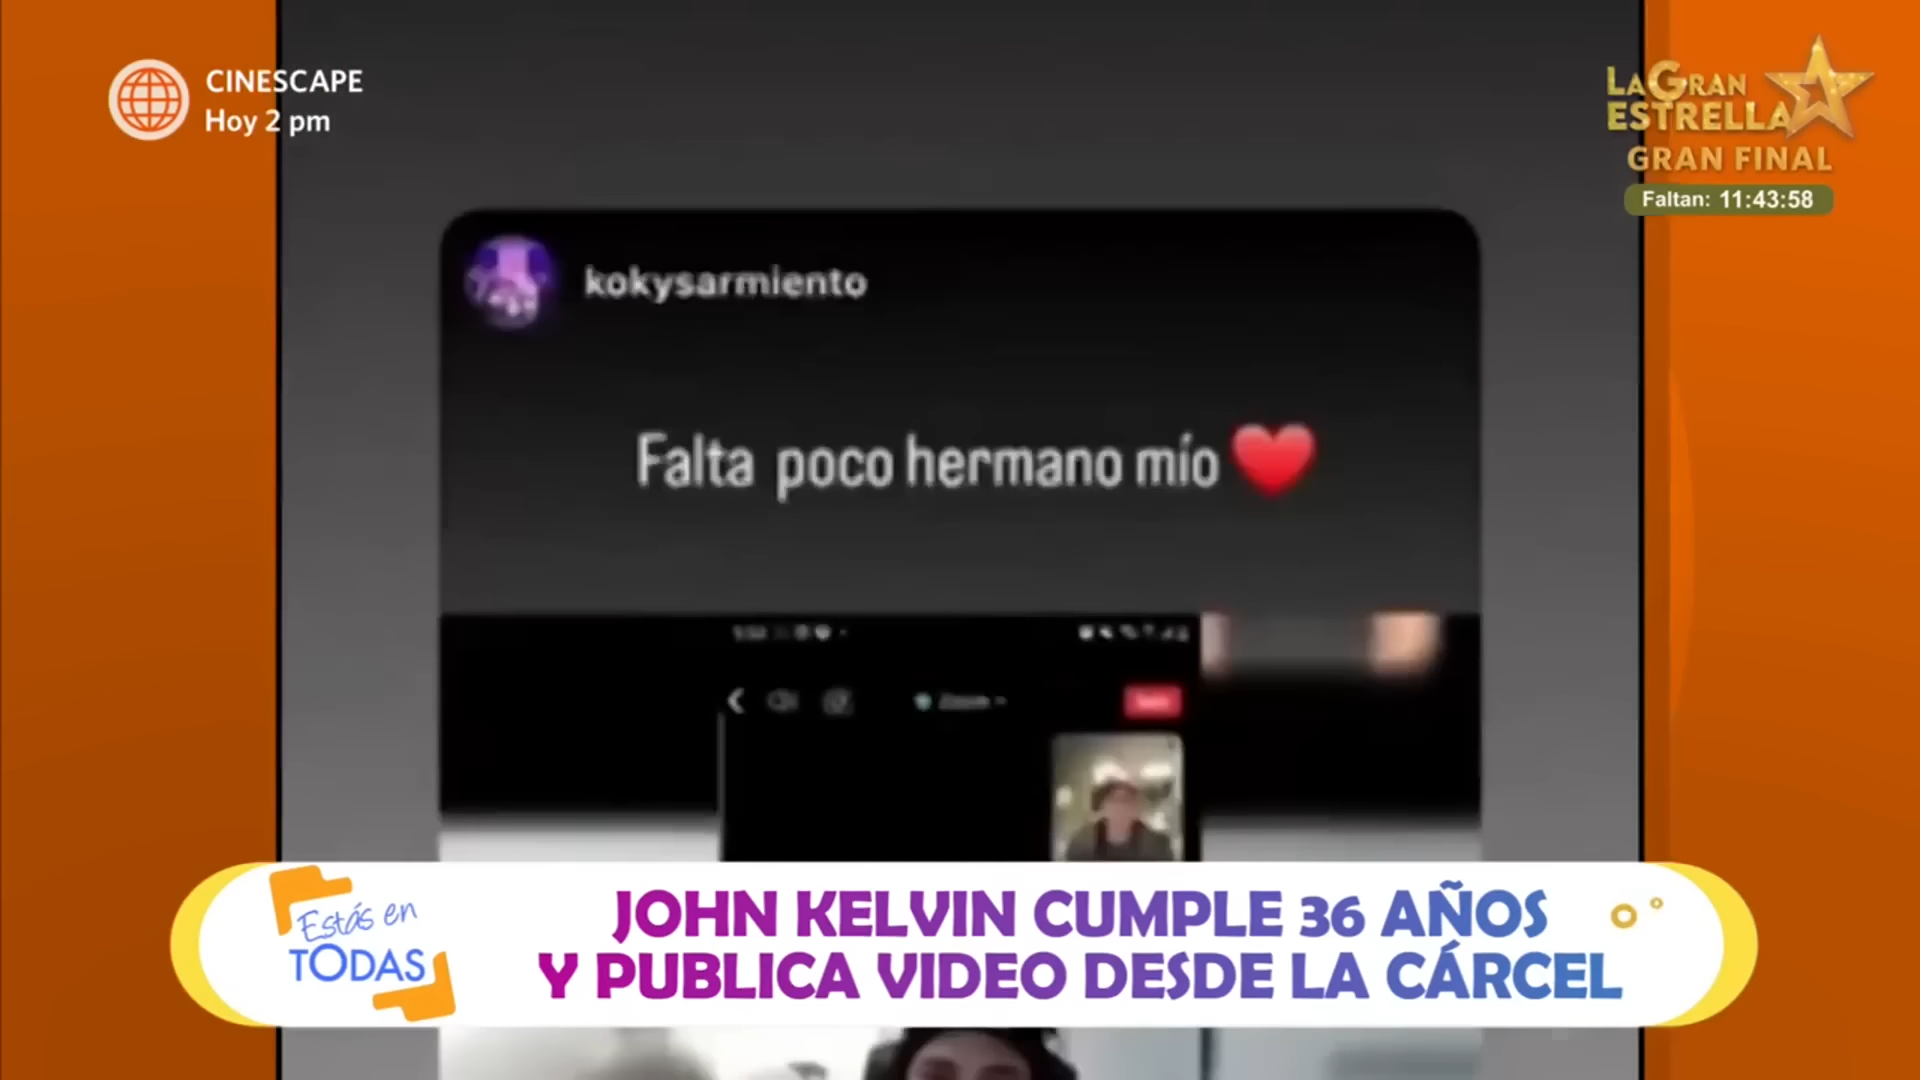 CINESCAPE
Hoy 2 pm
LA GRAN
ESTRELLA
GRAN FINAL
Faltan: 11:43:58
kokysarmiento
Falta poco hermano mío ❤️
Zoom
Estás en
TODAS
JOHN KELVIN CUMPLE 36 AÑOS
Y PUBLICA VIDEO DESDE LA CÁRCEL